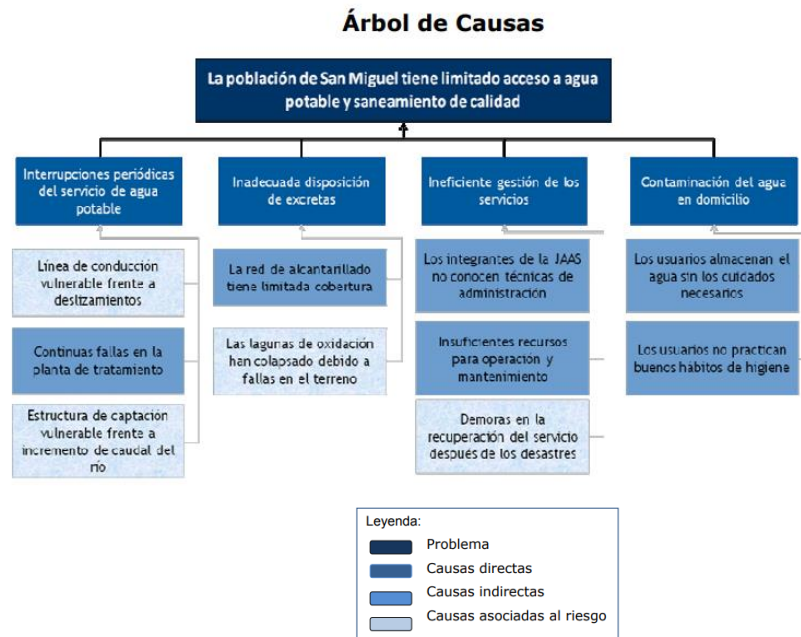 Árbol de Causas
La población de San Miguel tiene limitado acceso a agua
potable y saneamiento de calidad
Interrupciones periódicas
del servicio de agua
potable
Línea de conducción
vulnerable frente a
deslizamientos
Continuas fallas en la
planta de tratamiento
Estructura de captación
vulnerable frente a
incremento de caudal del
río
Inadecuada disposición
de excretas
La red de alcantarillado
tiene limitada cobertura
Las lagunas de oxidación
han colapsado debido a
fallas en el terreno
Ineficiente gestión de los
servicios
Los integrantes de la JAAS
no conocen técnicas de
administración
Insuficientes recursos
para operación y
mantenimiento
Demoras en la
recuperación del servicio
después de los desastres
Contaminación del agua
en domicilio
Los usuarios almacenan el
agua sin los cuidados
necesarios
Los usuarios no practican
buenos hábitos de higiene
Leyenda:
Problema
Causas directas
Causas indirectas
Causas asociadas al riesgo